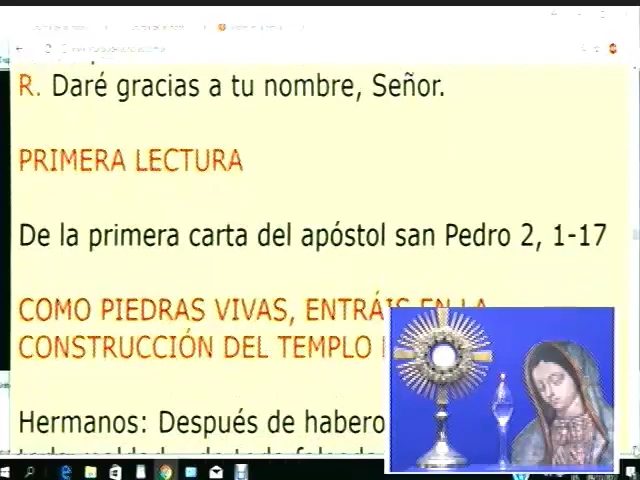 R. Daré gracias a tu nombre, Señor.
PRIMERA LECTURA
De la primera carta del apóstol san Pedro 2, 1-17
COMO PIEDRAS VIVAS, ENTRÁIS EN LA
CONSTRUCCIÓN DEL TEMPLO
Hermanos: Después de habero